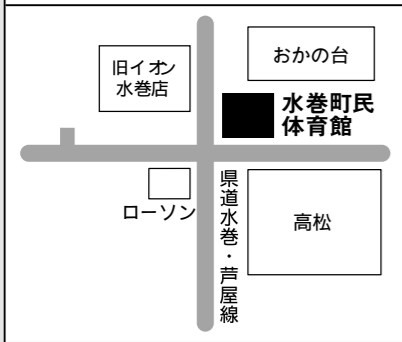 おかの台
旧イオン
水巻店
水巻町民
体育館
ローソン
県道水巻・芦屋線
高松